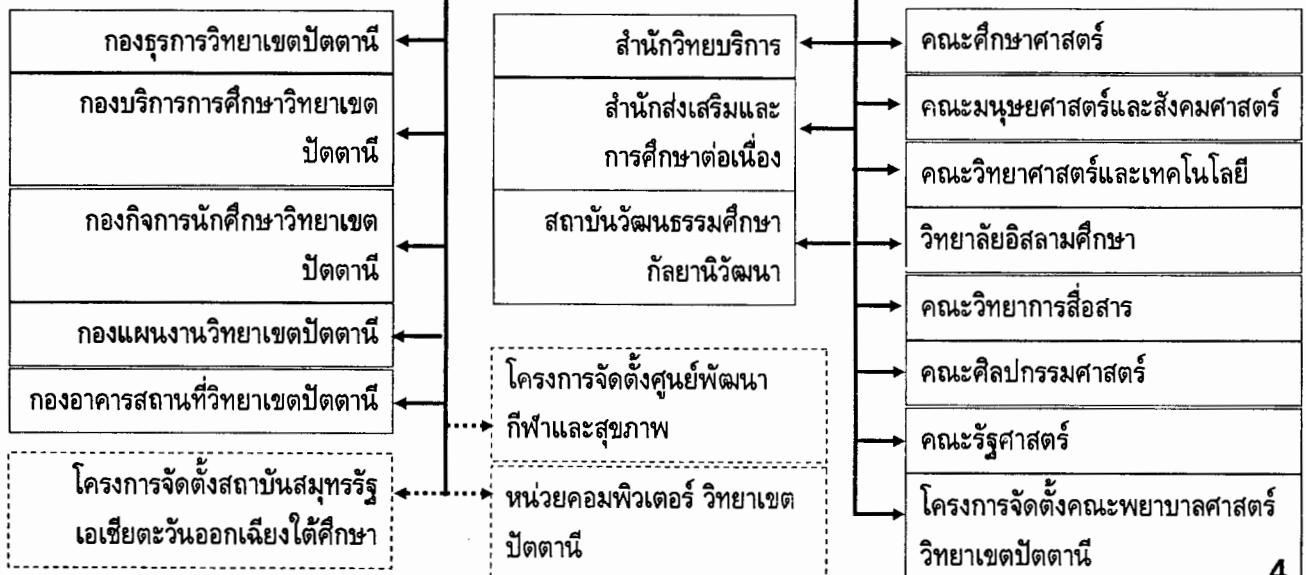 กองธุรการวิทยาเขตปัตตานี
กองบริการการศึกษาวิทยาเขต
ปัตตานี
กองกิจการนักศึกษาวิทยาเขต
ปัตตานี
กองแผนงานวิทยาเขตปัตตานี
กองอาคารสถานที่วิทยาเขตปัตตานี
โครงการจัดตั้งสถาบันสมุทรรัฐ
เอเชียตะวันออกเฉียงใต้ศึกษา
สำนักวิทยบริการ
สำนักส่งเสริมและ
การศึกษาต่อเนื่อง
สถาบันวัฒนธรรมศึกษา
กัลยานิวัฒนา
โครงการจัดตั้งศูนย์พัฒนา
กีฬาและสุขภาพ
หน่วยคอมพิวเตอร์ วิทยาเขต
ปัตตานี
คณะศึกษาศาสตร์
คณะมนุษยศาสตร์และสังคมศาสตร์
คณะวิทยาศาสตร์และเทคโนโลยี
วิทยาลัยอิสลามศึกษา
คณะวิทยาการสื่อสาร
คณะศิลปกรรมศาสตร์
คณะรัฐศาสตร์
โครงการจัดตั้งคณะพยาบาลศาสตร์
วิทยาเขตปัตตานี
4